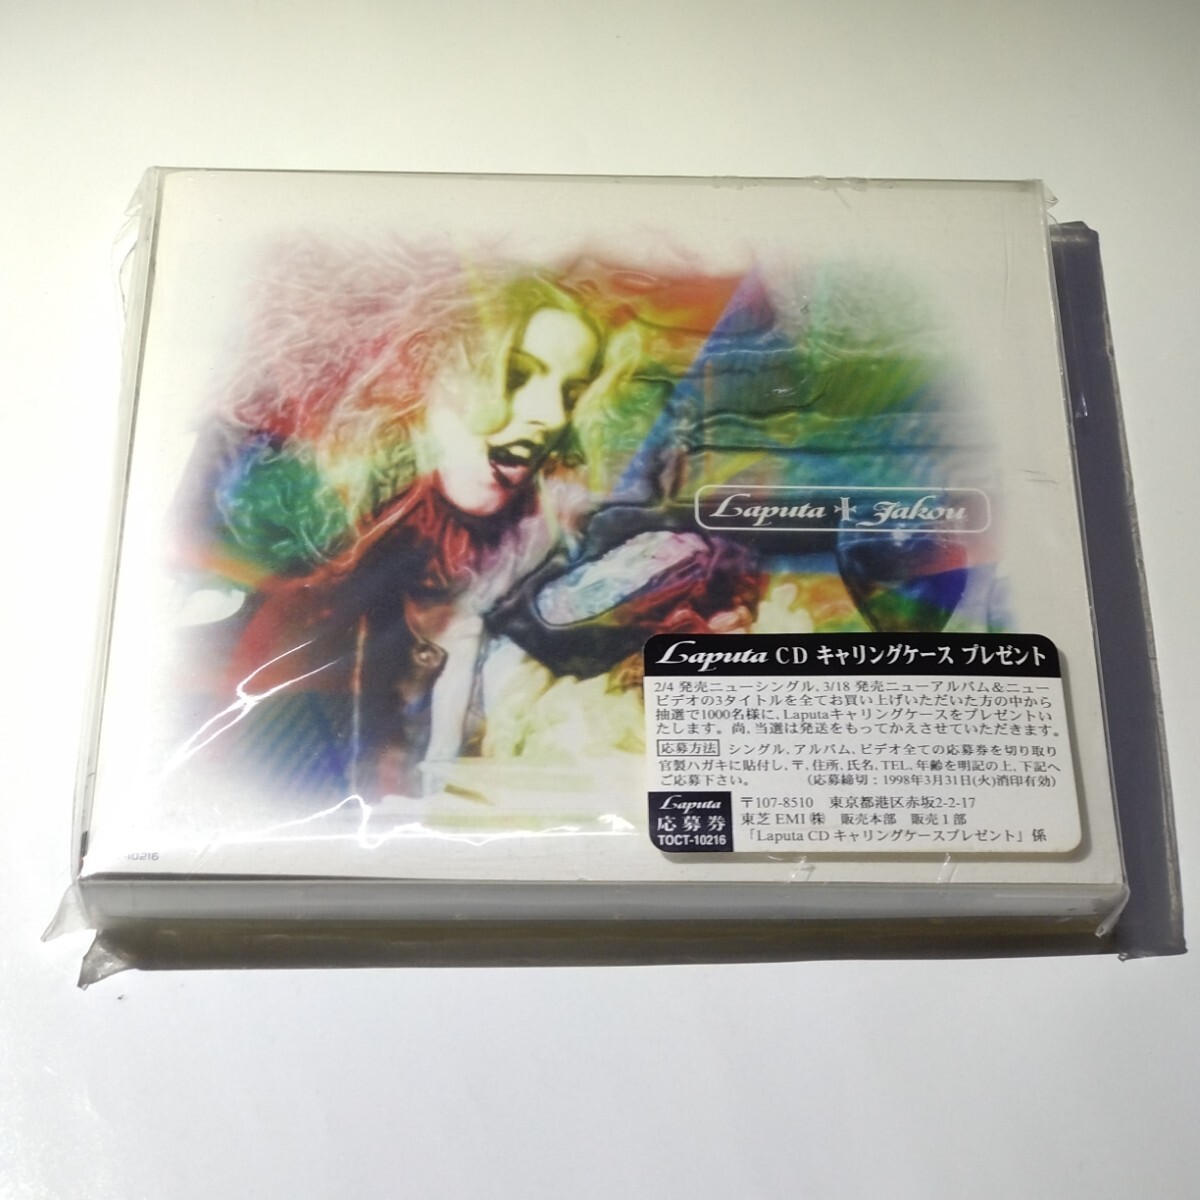 Laputa Jakou
Laputa CD キャリングケース プレゼント
2/4 発売ニューシングル, 3/18 発売ニューアルバム&ニュー
ビデオの3タイトルを全てお買い上げいただいた方の中から
抽選で1000名様に, Laputaキャリングケースをプレゼントい
たします。尚, 当選は発送をもってかえさせていただきます。
応募方法 シングル, アルバム, ビデオ全ての応募券を切り取り
官製ハガキに貼付し, 〒, 住所, 氏名, TEL, 年齢を明記の上, 下記へ
ご応募下さい。 (応募締切:1998年3月31日(火)消印有効)
Laputa
応募券
TOCT-10216
〒107-8510 東京都港区赤坂2-2-17
東芝 EMI ㈱ 販売本部 販売1部
「Laputa CD キャリングケースプレゼント」係
-10216